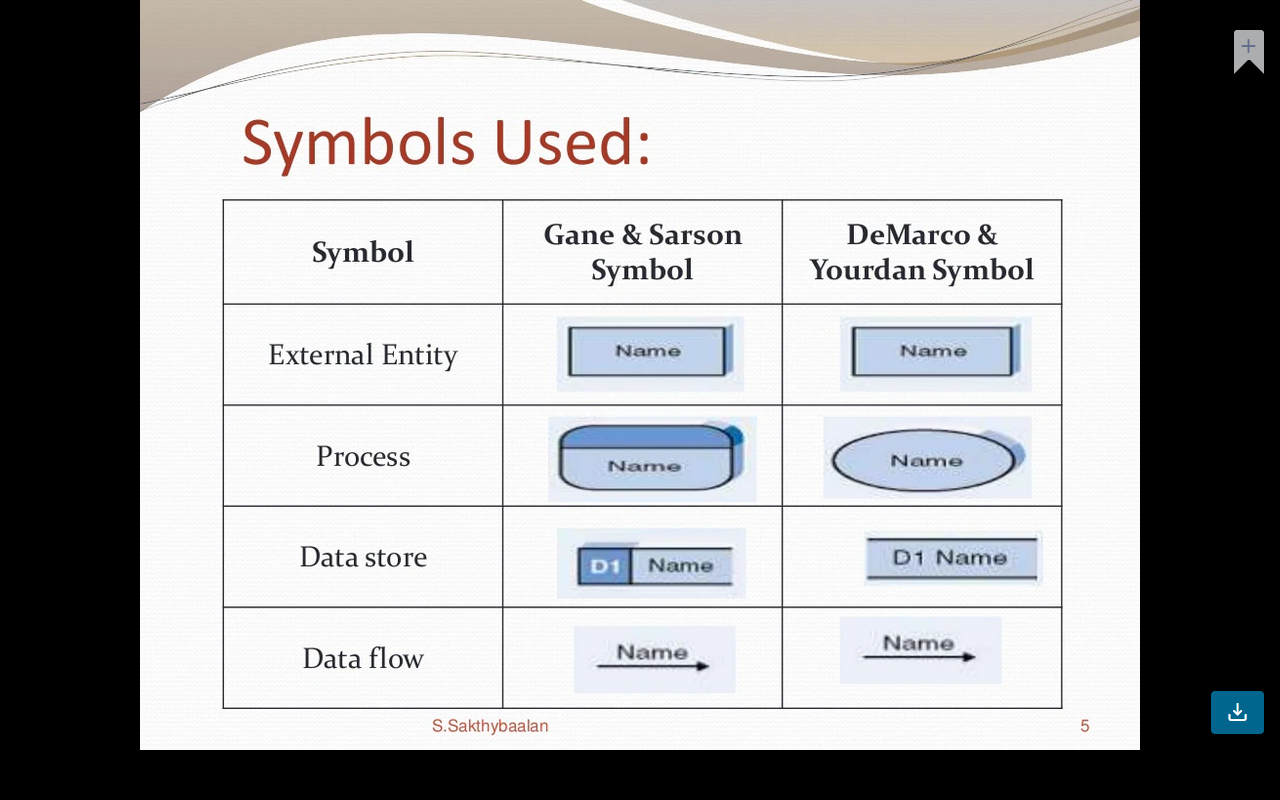 Symbols Used:
Symbol
Gane & Sarson
Symbol
DeMarco &
Yourdan Symbol
External Entity
Name
Name
Process
Name
Name
Data store
D1 Name
D1 Name
Data flow
Name
Name
S.Sakthybaalan
5